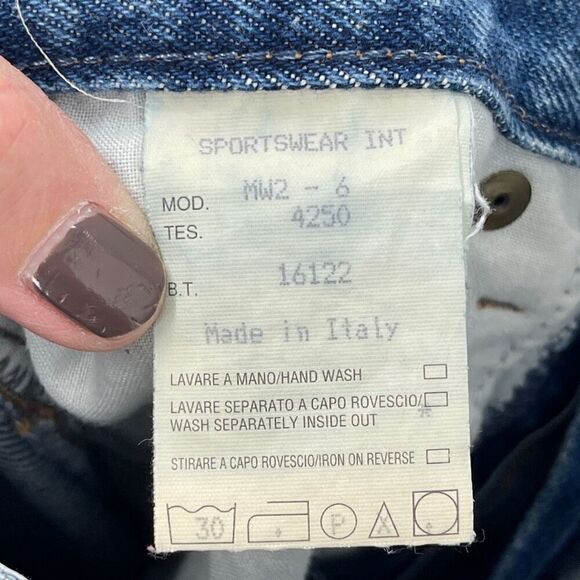 SPORTSWEAR INT
MOD. MW2 - 6
TES. 4250
B.T. 16122
Made in Italy
LAVARE A MANO/HAND WASH
LAVARE SEPARATO A CAPO ROVESCIO/
WASH SEPARATELY INSIDE OUT *
STIRARE A CAPO ROVESCIO/IRON ON REVERSE
30 P